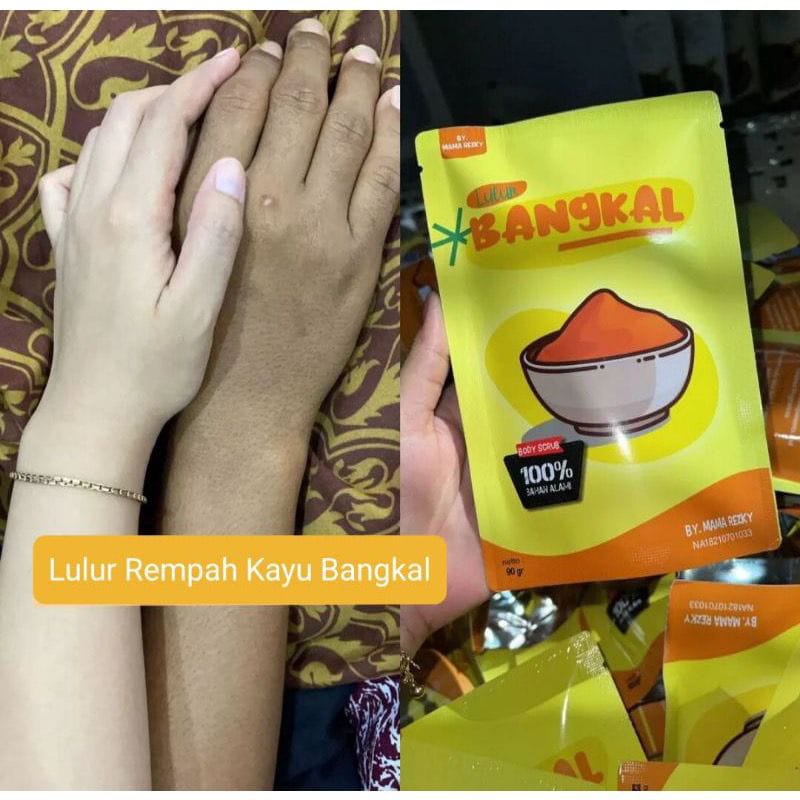 Lulur Rempah Kayu Bangkal
BY.
MAMA REZKY
Lulur
BANGKAL
BODY SCRUB
100%
BAHAN ALAMI
BY. MAMA REZKY
NA18210701033
netto :
90 gr
BY. MAMA REZKY
NA18210701033